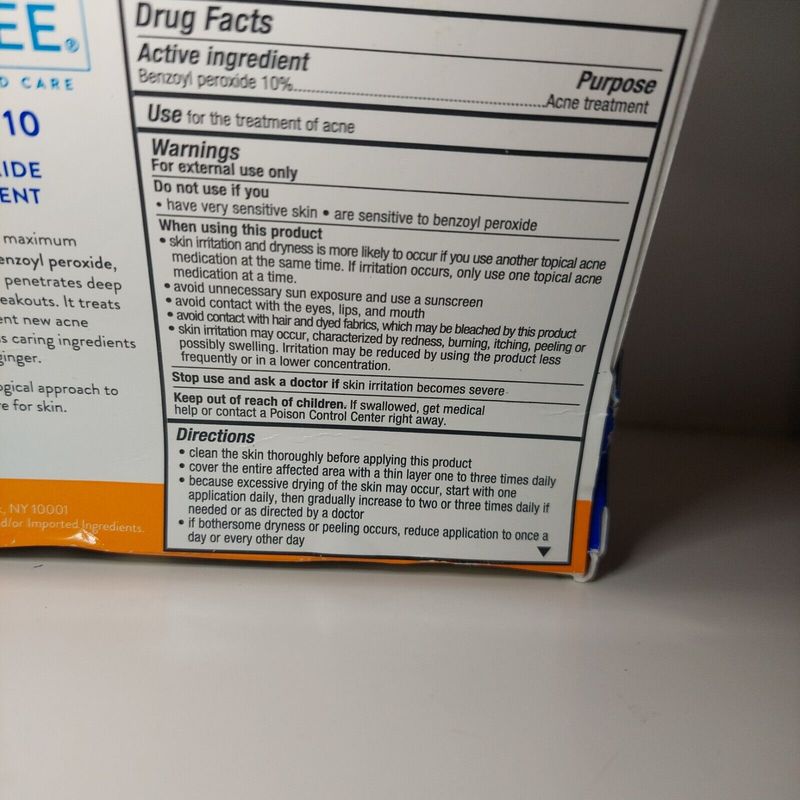 EE®
D CARE
10
IDE
ENT
maximum
enzoyl peroxide,
penetrates deep
eakouts. It treats
ent new acne
s caring ingredients
ginger.
ogical approach to
e for skin.
, NY 10001
d/or Imported Ingredients.
Drug Facts
Active ingredient Purpose
Benzoyl peroxide 10%........................................Acne treatment
Use for the treatment of acne
Warnings
For external use only
Do not use if you
• have very sensitive skin • are sensitive to benzoyl peroxide
When using this product
• skin irritation and dryness is more likely to occur if you use another topical acne
medication at the same time. If irritation occurs, only use one topical acne
medication at a time.
• avoid unnecessary sun exposure and use a sunscreen
• avoid contact with the eyes, lips, and mouth
• avoid contact with hair and dyed fabrics, which may be bleached by this product
• skin irritation may occur, characterized by redness, burning, itching, peeling or
possibly swelling. Irritation may be reduced by using the product less
frequently or in a lower concentration.
Stop use and ask a doctor if skin irritation becomes severe
Keep out of reach of children. If swallowed, get medical
help or contact a Poison Control Center right away.
Directions
• clean the skin thoroughly before applying this product
• cover the entire affected area with a thin layer one to three times daily
• because excessive drying of the skin may occur, start with one
application daily, then gradually increase to two or three times daily if
needed or as directed by a doctor
• if bothersome dryness or peeling occurs, reduce application to once a
day or every other day